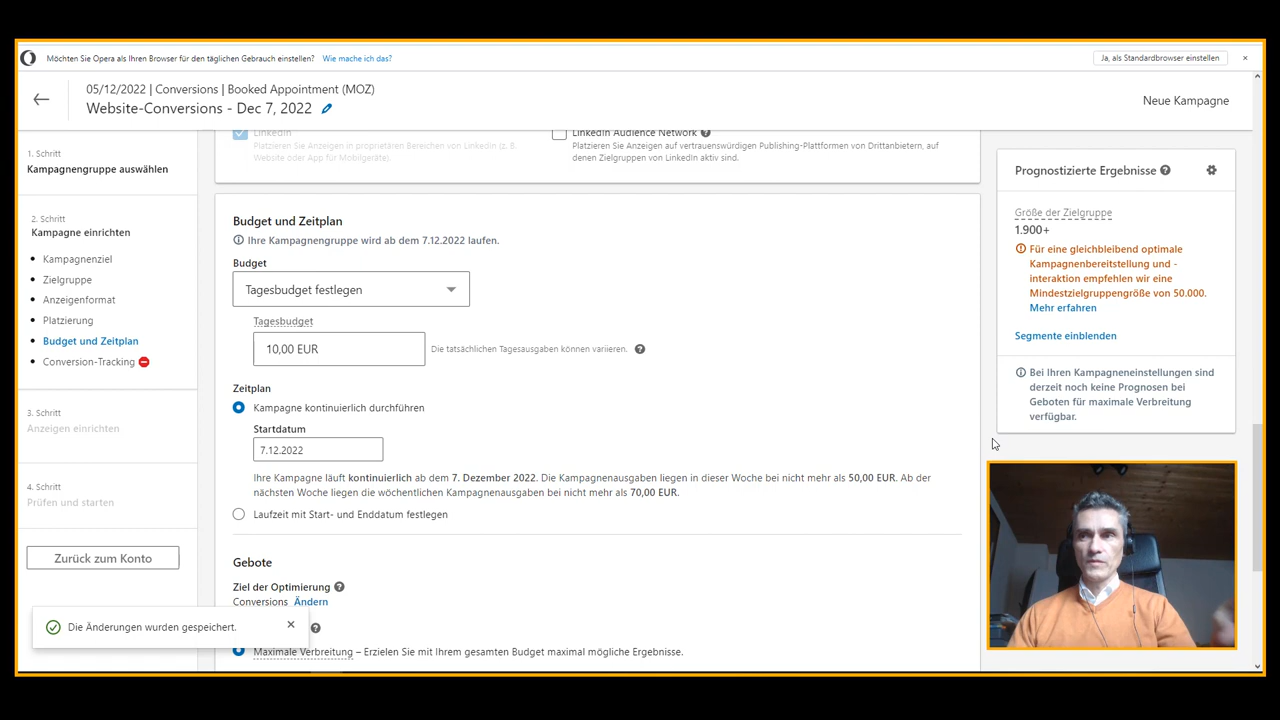 Möchten Sie Opera als Ihren Browser für den täglichen Gebrauch einstellen? Wie mache ich das?
Ja, als Standardbrowser einstellen
05/12/2022 | Conversions | Booked Appointment (MOZ)
Website-Conversions - Dec 7, 2022
Neue Kampagne
1. Schritt
Kampagnengruppe auswählen
2. Schritt
Kampagne einrichten
Kampagnenziel
Zielgruppe
Anzeigenformat
Platzierung
Budget und Zeitplan
Conversion-Tracking
3. Schritt
Anzeigen einrichten
4. Schritt
Prüfen und starten
Zurück zum Konto
Die Änderungen wurden gespeichert.
LinkedIn
Platzieren Sie Anzeigen in proprietären Bereichen von LinkedIn (z. B.
Website oder App für Mobilgeräte).
LinkedIn Audience Network
Platzieren Sie Anzeigen auf vertrauenswürdigen Publishing-Plattformen von Drittanbietern, auf
denen Zielgruppen von LinkedIn aktiv sind.
Budget und Zeitplan
Ihre Kampagnengruppe wird ab dem 7.12.2022 laufen.
Budget
Tagesbudget festlegen
Tagesbudget
10,00 EUR
Die tatsächlichen Tagesausgaben können variieren.
Zeitplan
Kampagne kontinuierlich durchführen
Startdatum
7.12.2022
Ihre Kampagne läuft kontinuierlich ab dem 7. Dezember 2022. Die Kampagnenausgaben liegen in dieser Woche bei nicht mehr als 50,00 EUR. Ab der
nächsten Woche liegen die wöchentlichen Kampagnenausgaben bei nicht mehr als 70,00 EUR.
Laufzeit mit Start- und Enddatum festlegen
Gebote
Ziel der Optimierung
Conversions Ändern
Maximale Verbreitung – Erzielen Sie mit Ihrem gesamten Budget maximal mögliche Ergebnisse.
Prognostizierte Ergebnisse
Größe der Zielgruppe
1.900+
Für eine gleichbleibend optimale
Kampagnenbereitstellung und -
interaktion empfehlen wir eine
Mindestzielgruppengröße von 50.000.
Mehr erfahren
Segmente einblenden
Bei Ihren Kampagneneinstellungen sind
derzeit noch keine Prognosen bei
Geboten für maximale Verbreitung
verfügbar.